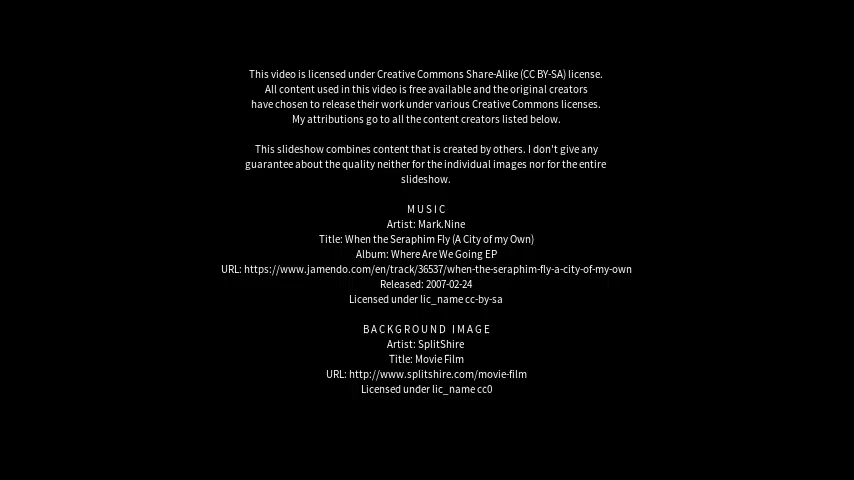 This video is licensed under Creative Commons Share-Alike (CC BY-SA) license.
All content used in this video is free available and the original creators
have chosen to release their work under various Creative Commons licenses.
My attributions go to all the content creators listed below.
This slideshow combines content that is created by others. I don't give any
guarantee about the quality neither for the individual images nor for the entire
slideshow.
MUSIC
Artist: Mark.Nine
Title: When the Seraphim Fly (A City of my Own)
Album: Where Are We Going EP
URL: https://www.jamendo.com/en/track/36537/when-the-seraphim-fly-a-city-of-my-own
Released: 2007-02-24
Licensed under lic_name cc-by-sa
BACKGROUND IMAGE
Artist: SplitShire
Title: Movie Film
URL: http://www.splitshire.com/movie-film
Licensed under lic_name cc0